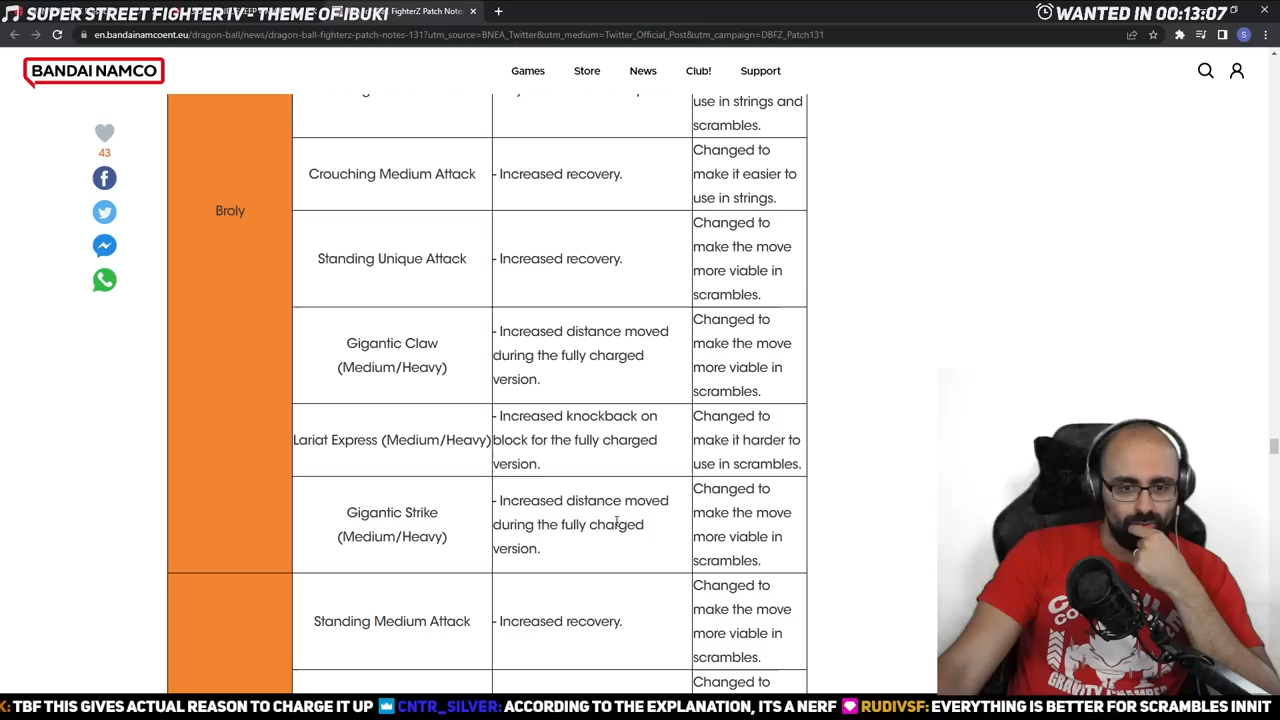 SUPER STREET FIGHTER IV - THEME OF IBUKI
FighterZ Patch Note
WANTED IN 00:13:07
en.bandainamcoent.eu/dragon-ball/news/dragon-ball-fighterz-patch-notes-131?utm_source=BNEA_Twitter&utm_medium=Twitter_Official_Post&utm_campaign=DBFZ_Patch131
BANDAI NAMCO
Games
Store
News
Club!
Support
43
Broly
use in strings and
scrambles.
Crouching Medium Attack
- Increased recovery.
Changed to
make it easier to
use in strings.
Standing Unique Attack
- Increased recovery.
Changed to
make the move
more viable in
scrambles.
Gigantic Claw
(Medium/Heavy)
- Increased distance moved
during the fully charged
version.
Changed to
make the move
more viable in
scrambles.
Lariat Express (Medium/Heavy)
- Increased knockback on
block for the fully charged
version.
Changed to
make it harder to
use in scrambles.
Gigantic Strike
(Medium/Heavy)
- Increased distance moved
during the fully charged
version.
Changed to
make the move
more viable in
scrambles.
Standing Medium Attack
- Increased recovery.
Changed to
make the move
more viable in
scrambles.
Changed to
GRAVITY CHAMBER
K: TBF THIS GIVES ACTUAL REASON TO CHARGE IT UP CNTR_SILVER: ACCORDING TO THE EXPLANATION, ITS A NERF RUDIVSF: EVERYTHING IS BETTER FOR SCRAMBLES INNIT